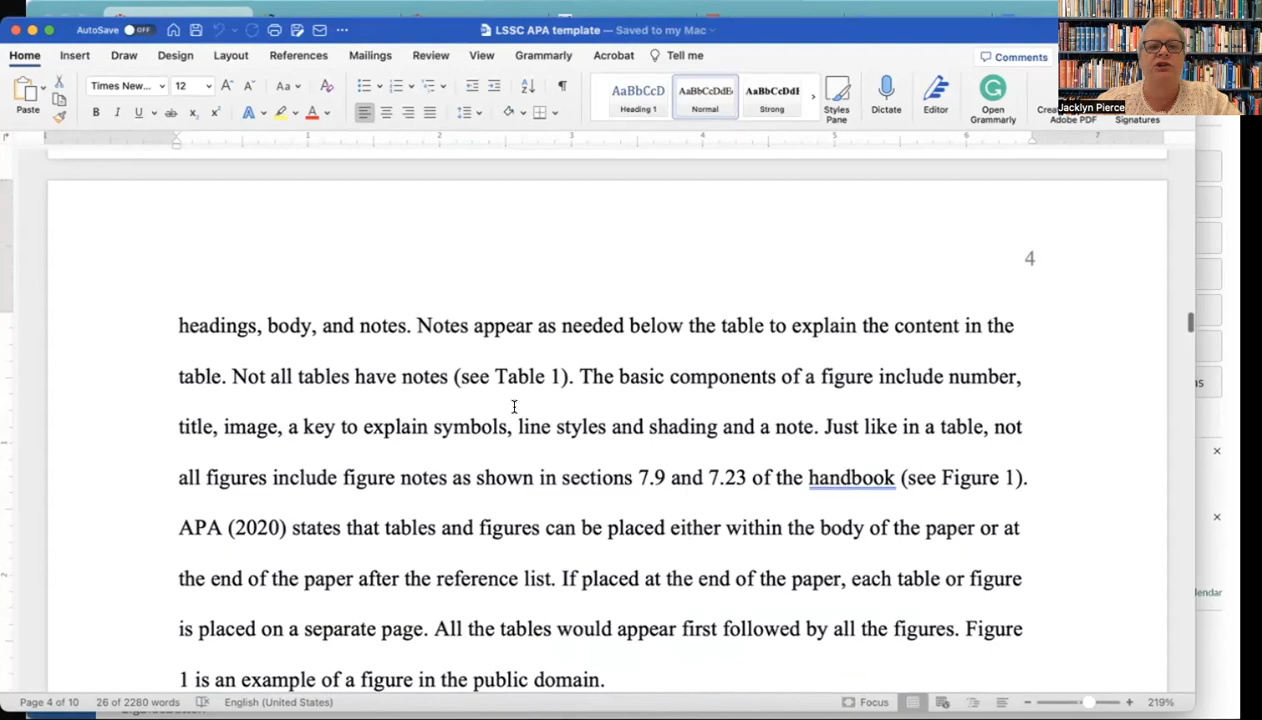 AutoSave OFF LSSC APA template — Saved to my Mac
Home Insert Draw Design Layout References Mailings Review View Grammarly Acrobat Tell me Comments
Jacklyn Pierce
Paste
Times New... 12 Aa
AaBbCcD AaBbCcDdE AaBbCcDdE
Heading 1 Normal Strong
Styles Pane
Dictate
Editor
Open Grammarly
Adobe PDF
Signatures
1 2 3 4 5 6 7
4
headings, body, and notes. Notes appear as needed below the table to explain the content in the
table. Not all tables have notes (see Table 1). The basic components of a figure include number,
title, image, a key to explain symbols, line styles and shading and a note. Just like in a table, not
all figures include figure notes as shown in sections 7.9 and 7.23 of the handbook (see Figure 1).
APA (2020) states that tables and figures can be placed either within the body of the paper or at
the end of the paper after the reference list. If placed at the end of the paper, each table or figure
is placed on a separate page. All the tables would appear first followed by all the figures. Figure
1 is an example of a figure in the public domain.
Page 4 of 10 26 of 2280 words English (United States) Focus 219%